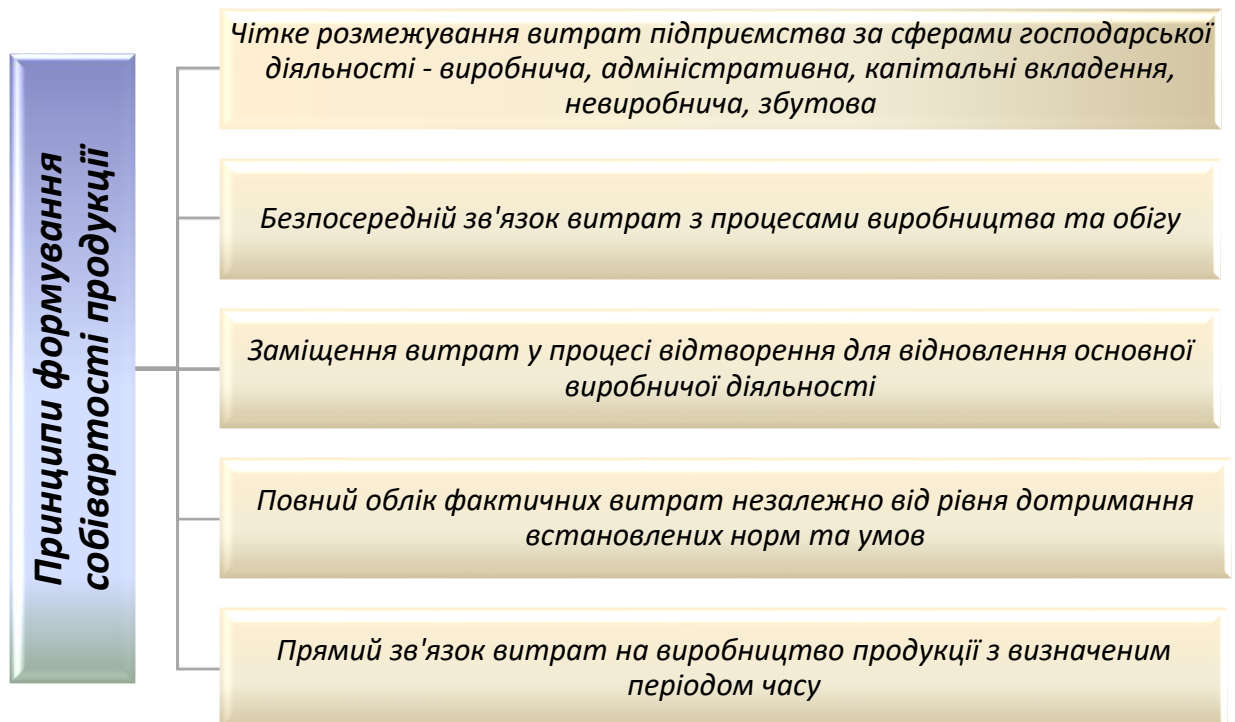 Принципи формування
собівартості продукції
Чітке розмежування витрат підприємства за сферами господарської
діяльності - виробнича, адміністративна, капітальні вкладення,
невиробнича, збутова
Безпосередній зв'язок витрат з процесами виробництва та обігу
Заміщення витрат у процесі відтворення для відновлення основної
виробничої діяльності
Повний облік фактичних витрат незалежно від рівня дотримання
встановлених норм та умов
Прямий зв'язок витрат на виробництво продукції з визначеним
періодом часу